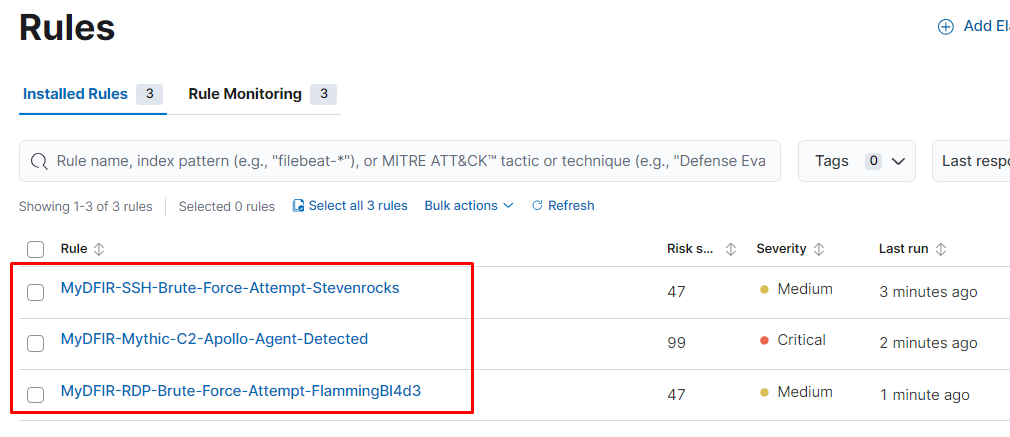 Rules
Add Ela
Installed Rules 3 Rule Monitoring 3
Rule name, index pattern (e.g., "filebeat-*"), or MITRE ATT&CK™ tactic or technique (e.g., "Defense Eva
Tags 0
Last respo
Showing 1-3 of 3 rules Selected 0 rules Select all 3 rules Bulk actions Refresh
Rule Risk s... Severity Last run
MyDFIR-SSH-Brute-Force-Attempt-Stevenrocks 47 Medium 3 minutes ago
MyDFIR-Mythic-C2-Apollo-Agent-Detected 99 Critical 2 minutes ago
MyDFIR-RDP-Brute-Force-Attempt-FlammingBl4d3 47 Medium 1 minute ago